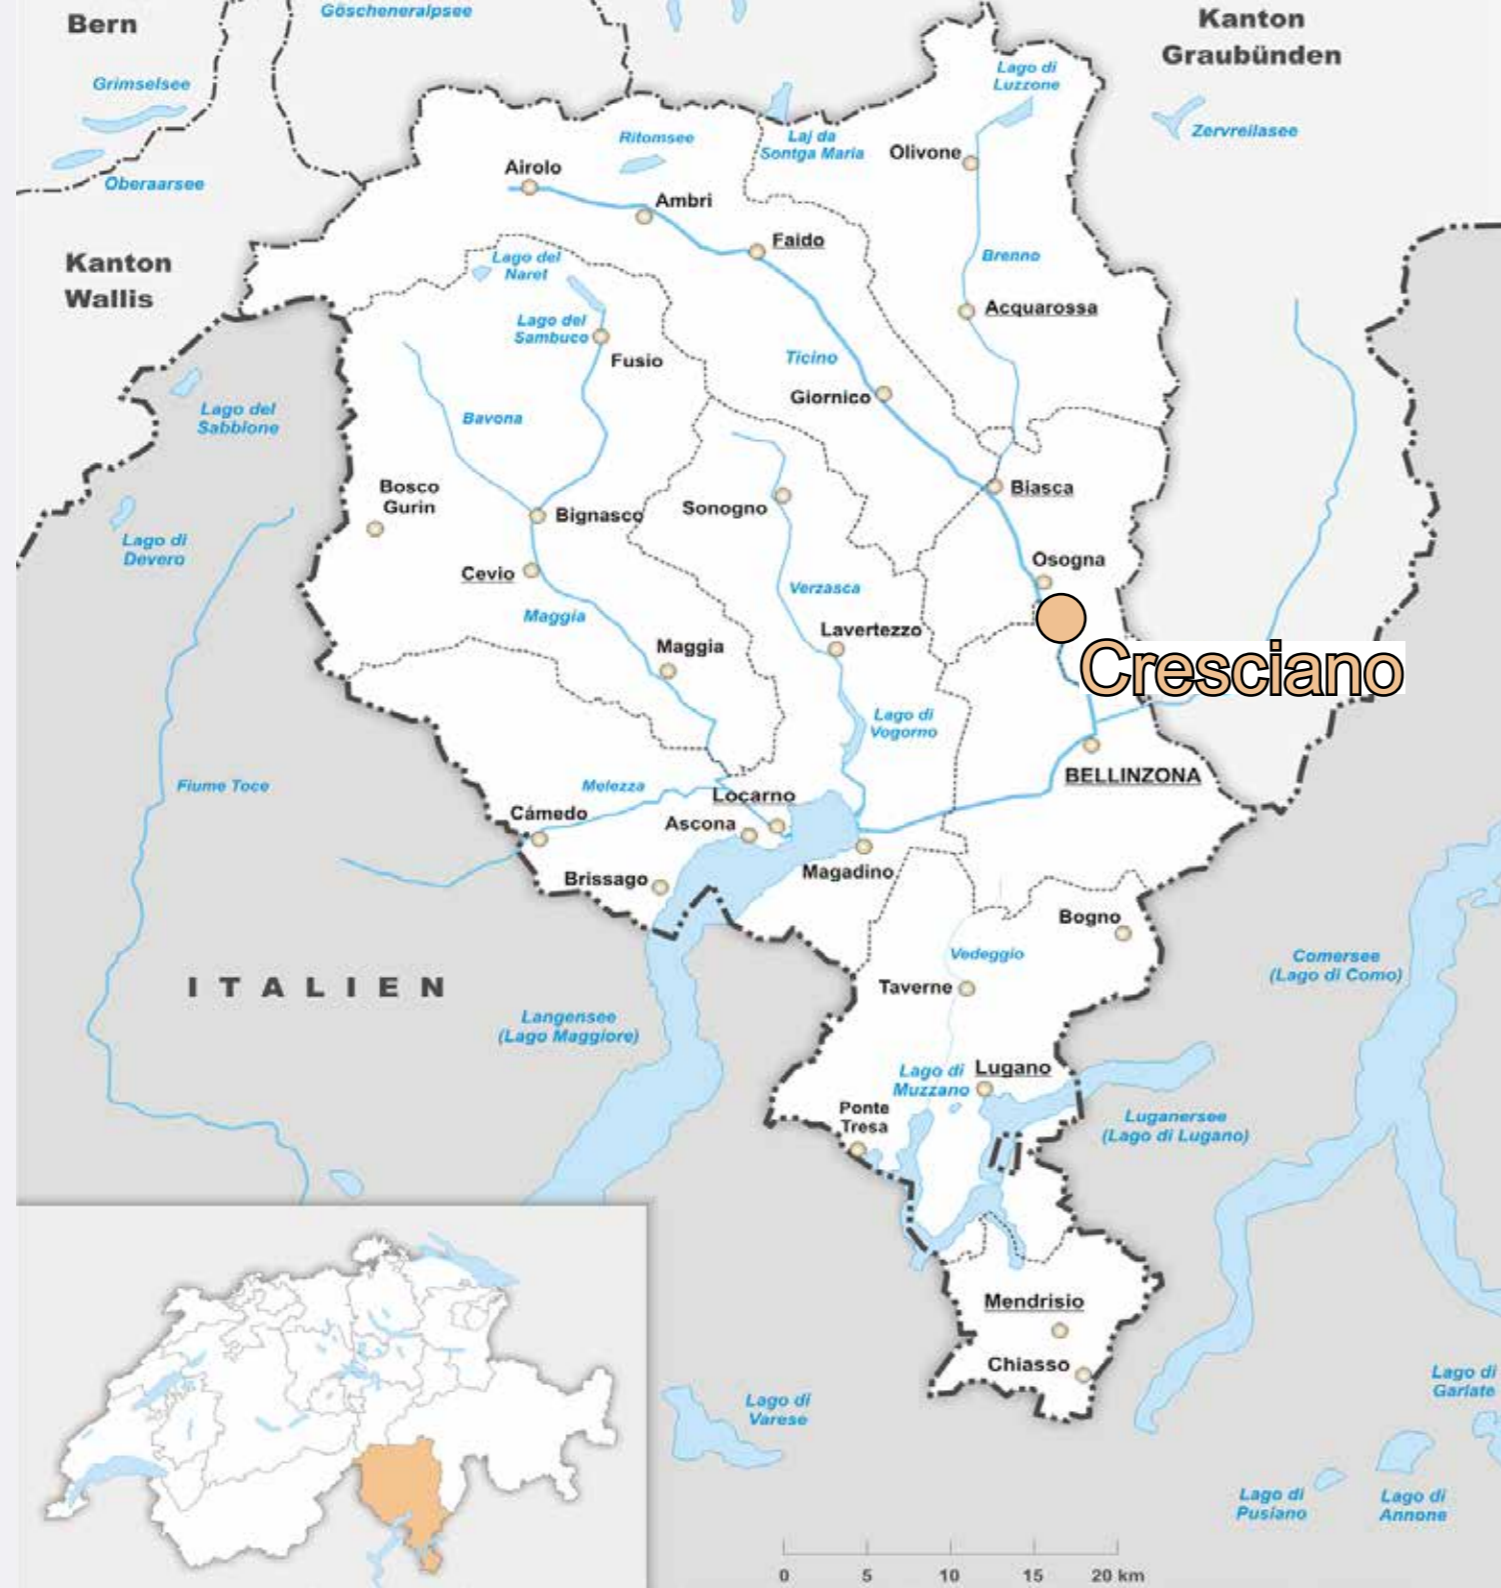 Bern
Göscheneralpsee
Kanton
Graubünden
Grimselsee
Lago di
Luzzone
Zervreilasee
Oberaarsee
Ritomsee
Laj da
Sontga Maria
Olivone
Airolo
Ambri
Faido
Kanton
Wallis
Lago del
Naret
Brenno
Acquarossa
Lago del
Sambuco
Fusio
Ticino
Giornico
Lago del
Sabbione
Bavona
Bosco
Gurin
Bignasco
Sonogno
Biasca
Lago di
Devero
Osogna
Cevio
Maggia
Verzasca
Lavertezzo
Maggia
Cresciano
Lago di
Vogorno
Fiume Toce
Melezza
Locarno
BELLINZONA
Cámedo
Ascona
Brissago
Magadino
Bogno
Vedeggio
Comersee
(Lago di Como)
ITALIEN
Taverne
Langensee
(Lago Maggiore)
Lago di
Muzzano
Lugano
Ponte
Tresa
Luganersee
(Lago di Lugano)
Mendrisio
Chiasso
Lago di
Varese
Lago di
Garlate
Lago di
Pusiano
Lago di
Annone
0 5 10 15 20 km